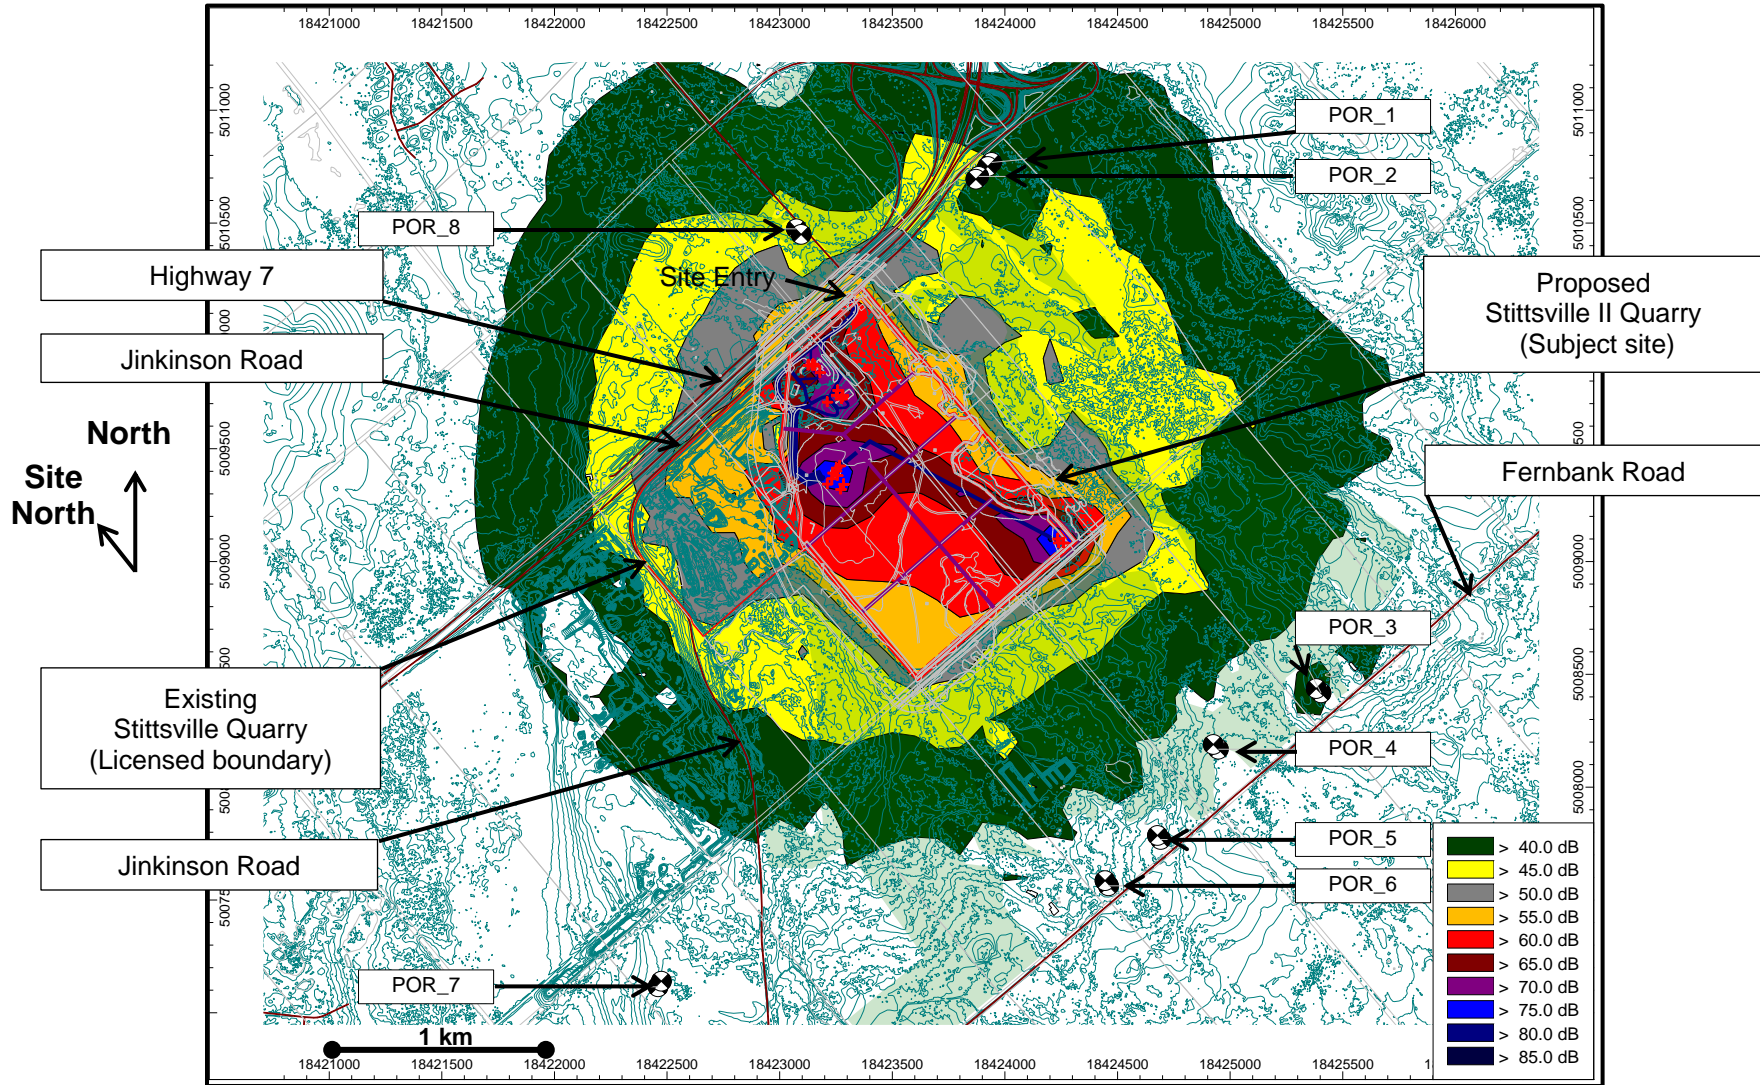 18421000 18421500 18422000 18422500 18423000 18423500 18424000 18424500 18425000 18425500 18426000
5011000
5011000
POR_1
POR_2
5010500
5010500
POR_8
Highway 7
Site Entry
Proposed
Stittsville II Quarry
(Subject site)
Jinkinson Road
North
Site
North
5009500
Fernbank Road
5009000
5009000
POR_3
Existing
Stittsville Quarry
(Licensed boundary)
5008500
POR_4
5008000
Jinkinson Road
POR_5
POR_6
POR_7
1 km
> 40.0 dB
> 45.0 dB
> 50.0 dB
> 55.0 dB
> 60.0 dB
> 65.0 dB
> 70.0 dB
> 75.0 dB
> 80.0 dB
> 85.0 dB
18421000 18421500 18422000 18422500 18423000 18423500 18424000 18424500 18425000 18425500 18426000